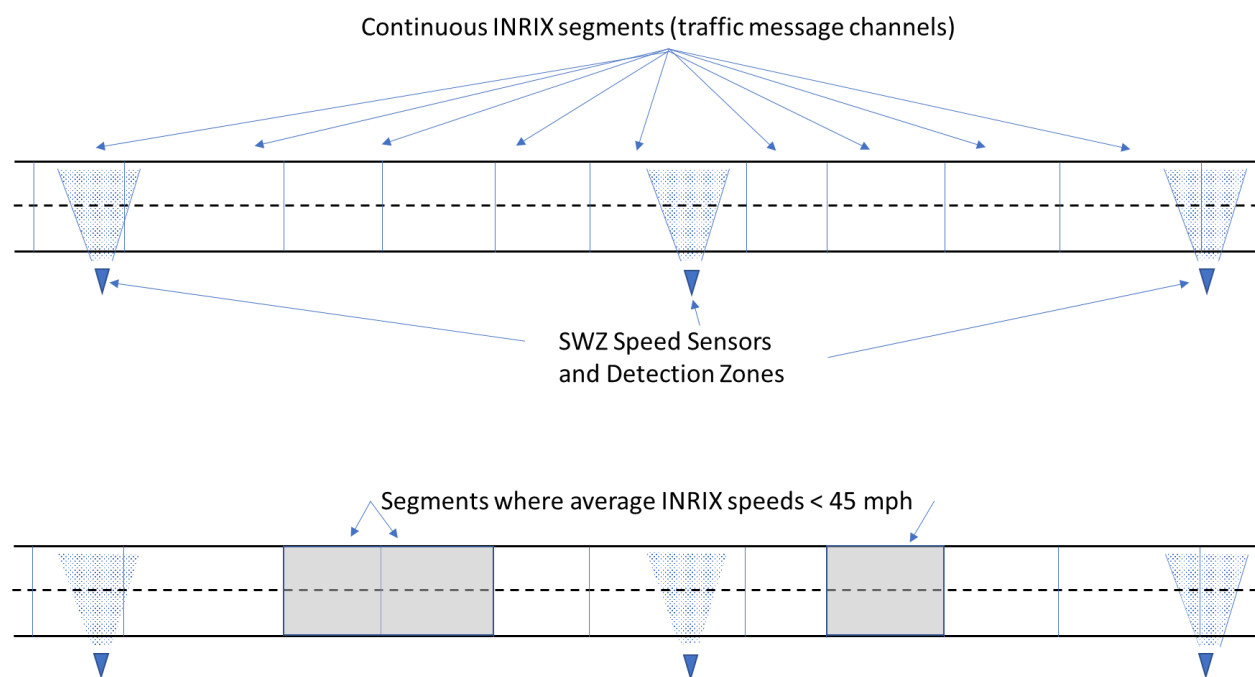 Continuous INRIX segments (traffic message channels)
SWZ Speed Sensors
and Detection Zones
Segments where average INRIX speeds < 45 mph